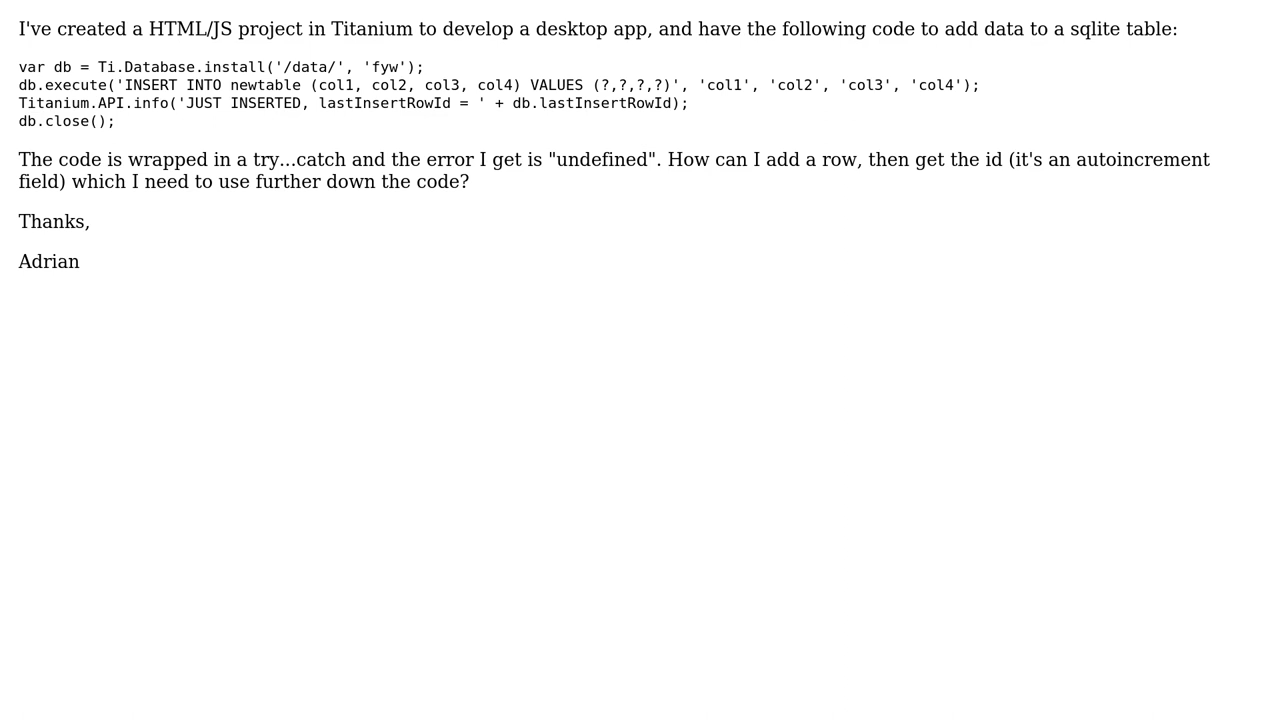 I've created a HTML/JS project in Titanium to develop a desktop app, and have the following code to add data to a sqlite table:
var db = Ti.Database.install('/data/', 'fyw');
db.execute('INSERT INTO newtable (col1, col2, col3, col4) VALUES (?,?,?,?)', 'col1', 'col2', 'col3', 'col4');
Titanium.API.info('JUST INSERTED, lastInsertRowId = ' + db.lastInsertRowId);
db.close();
The code is wrapped in a try...catch and the error I get is "undefined". How can I add a row, then get the id (it's an autoincrement
field) which I need to use further down the code?
Thanks,
Adrian